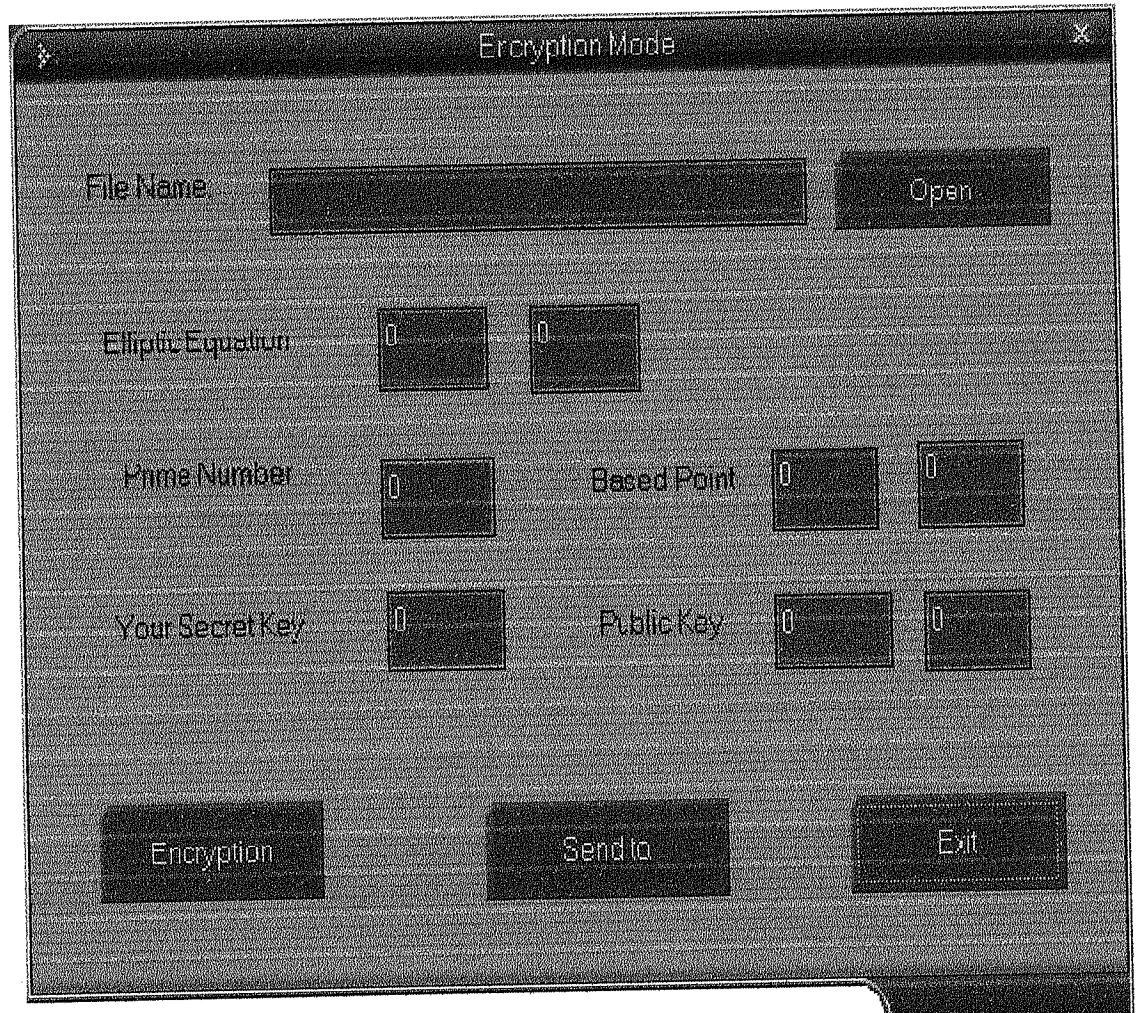 Encryption Mode x
File Name: Open
Elliptic Equation 0 0
Prime Number 0 Based Point 0 0
Your Secret Key 0 Public Key 0 0
Encryption Send to Exit